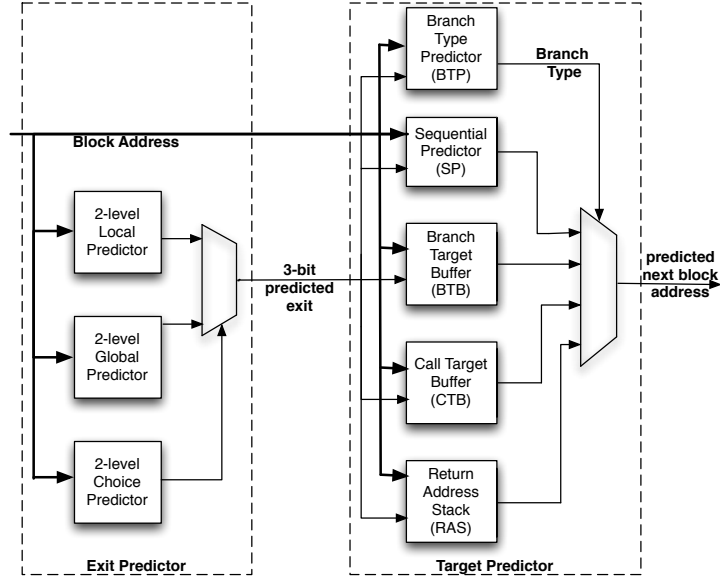 Branch
Type
Predictor
(BTP)
Branch
Type
Block Address
Sequential
Predictor
(SP)
2-level
Local
Predictor
Branch
Target
Buffer
(BTB)
3-bit
predicted
exit
predicted
next block
address
2-level
Global
Predictor
Call Target
Buffer
(CTB)
2-level
Choice
Predictor
Return
Address
Stack
(RAS)
Exit Predictor
Target Predictor